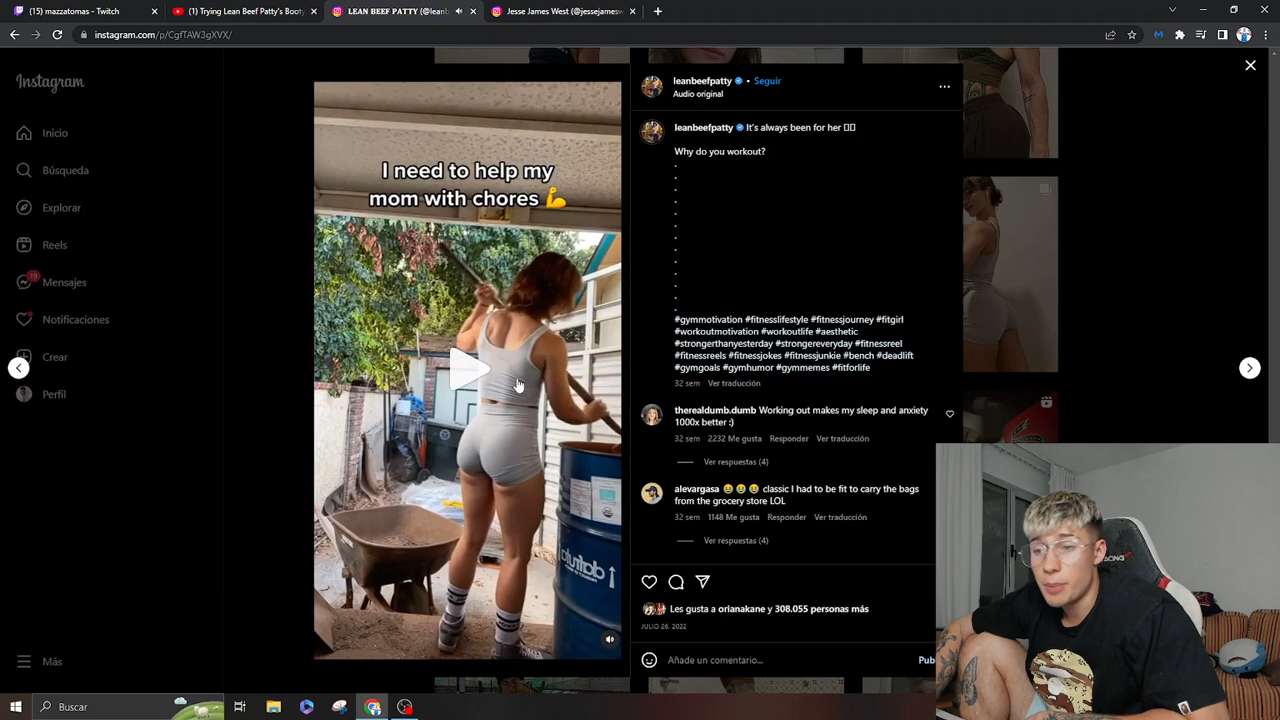 (15) mazzatomas - Twitch
(1) Trying Lean Beef Patty's Boot
LEAN BEEF PATTY (@leanb
Jesse James West (@jessejamesw
instagram.com/p/CgfTAW3gXVX/
Instagram
Inicio
Búsqueda
Explorar
Reels
19
Mensajes
Notificaciones
Crear
Perfil
Más
I need to help my
mom with chores 💪
leanbeefpatty • Seguir
Audio original
leanbeefpatty It's always been for her
Why do you workout?
.
.
.
.
.
.
.
.
.
.
.
.
.
#gymmotivation #fitnesslifestyle #fitnessjourney #fitgirl
#workoutmotivation #workoutlife #aesthetic
#strongerthanyesterday #strongereveryday #fitnessreel
#fitnessreels #fitnessjokes #fitnessjunkie #bench #deadlift
#gymgoals #gymhumor #gymmemes #fitforlife
32 sem Ver traducción
therealdumb.dumb Working out makes my sleep and anxiety
1000x better :)
32 sem 2232 Me gusta Responder Ver traducción
Ver respuestas (4)
alevargasa 😂😂😂 classic I had to be fit to carry the bags
from the grocery store LOL
32 sem 1148 Me gusta Responder Ver traducción
Ver respuestas (4)
Les gusta a orianakane y 308.055 personas más
JULIO 26, 2022
Añade un comentario...
Pub
RACING
Buscar